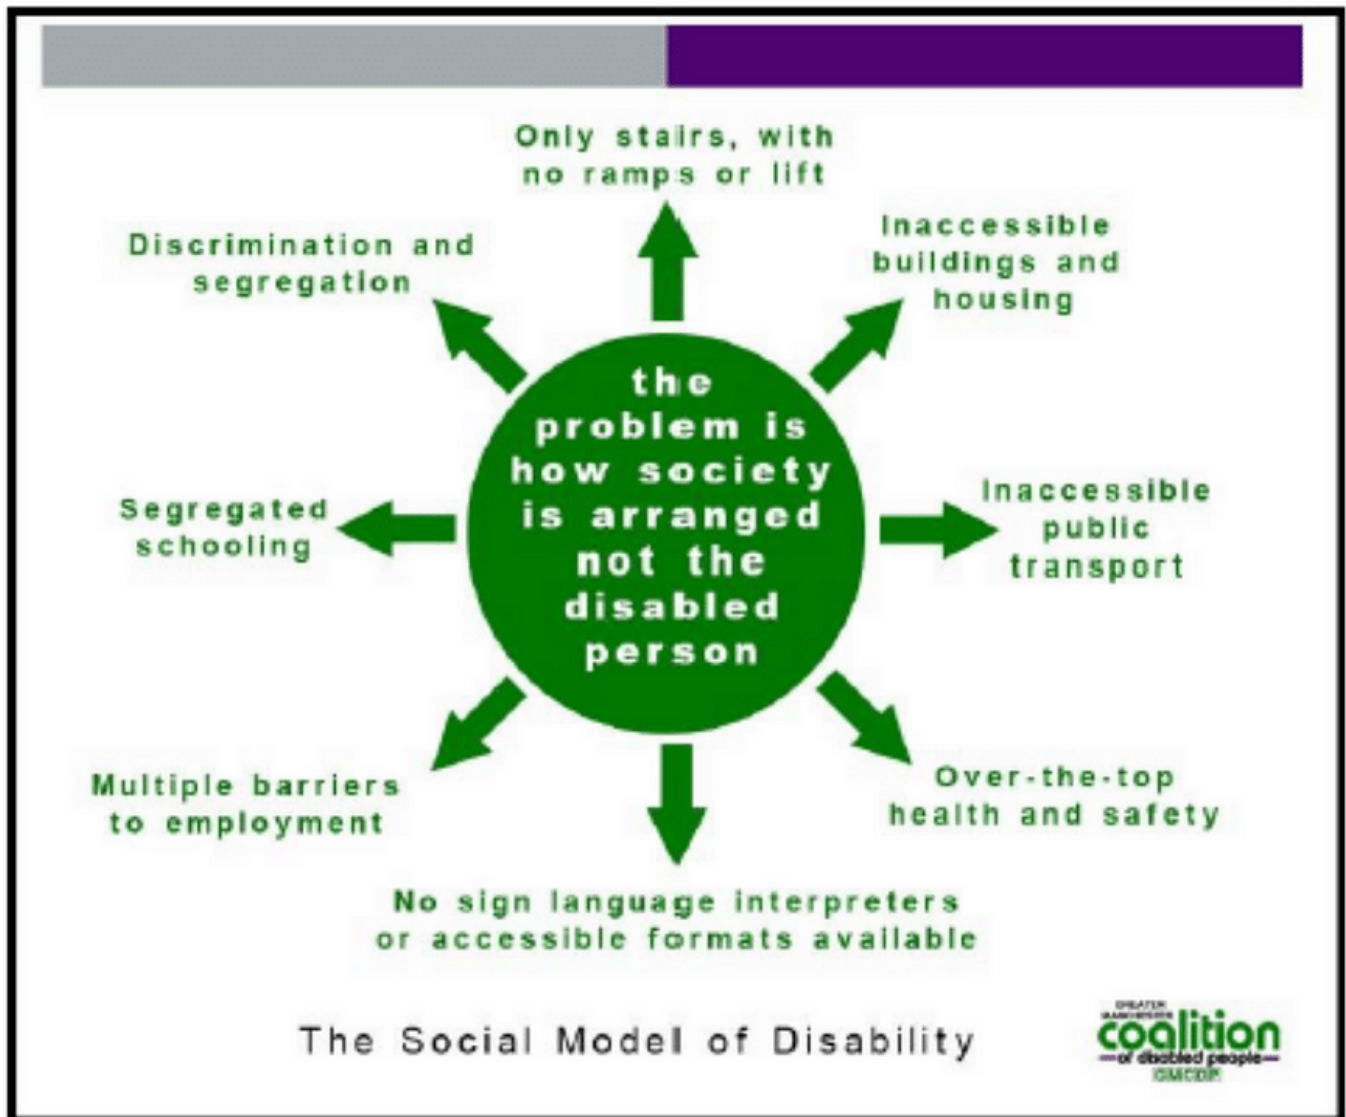 Only stairs, with
no ramps or lift
Inaccessible
buildings and
housing
Discrimination and
segregation
the
problem is
how society
is arranged
not the
disabled
person
Inaccessible
public
transport
Segregated
schooling
Over-the-top
health and safety
Multiple barriers
to employment
No sign language interpreters
or accessible formats available
The Social Model of Disability
GREATER
MANCHESTER
coalition
of disabled people
GMCDP